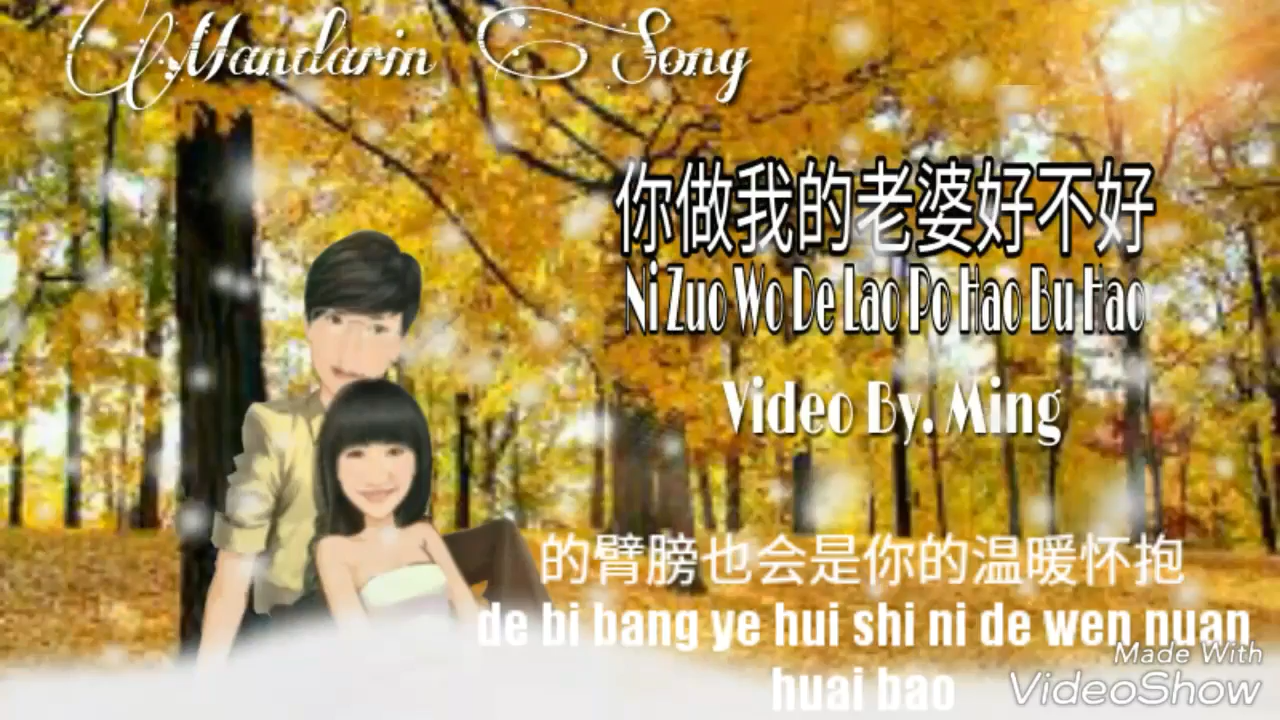 Mandarin Song
你做我的老婆好不好
Ni Zuo Wo De Lao Po Hao Bu Hao
Video By. Ming
的臂膀也会是你的温暖怀抱
de bi bang ye hui shi ni de wen nuan
huai bao
Made With
VideoShow